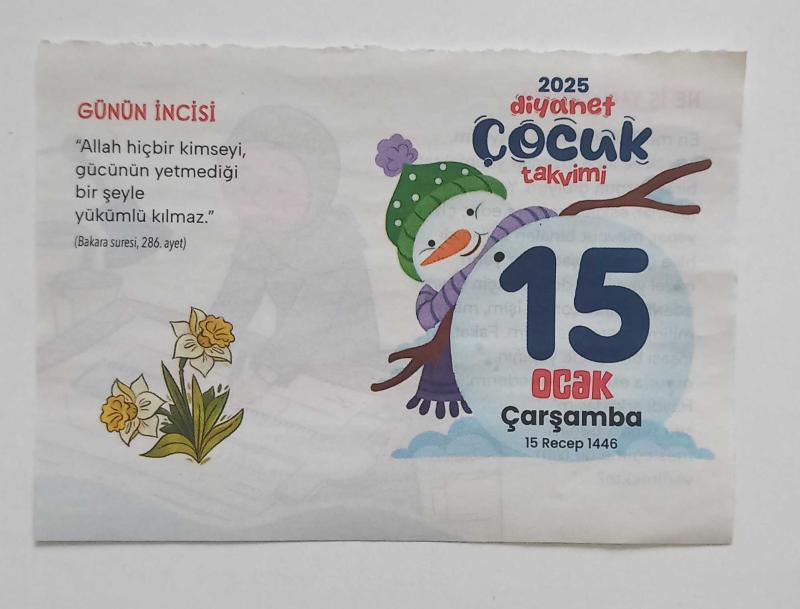 GÜNÜN İNCİSİ
“Allah hiçbir kimseyi,
gücünün yetmediği
bir şeyle
yükümlü kılmaz.”
(Bakara suresi, 286. ayet)
2025
diyanet
Çocuk
takvimi
15
Ocak
Çarşamba
15 Recep 1446